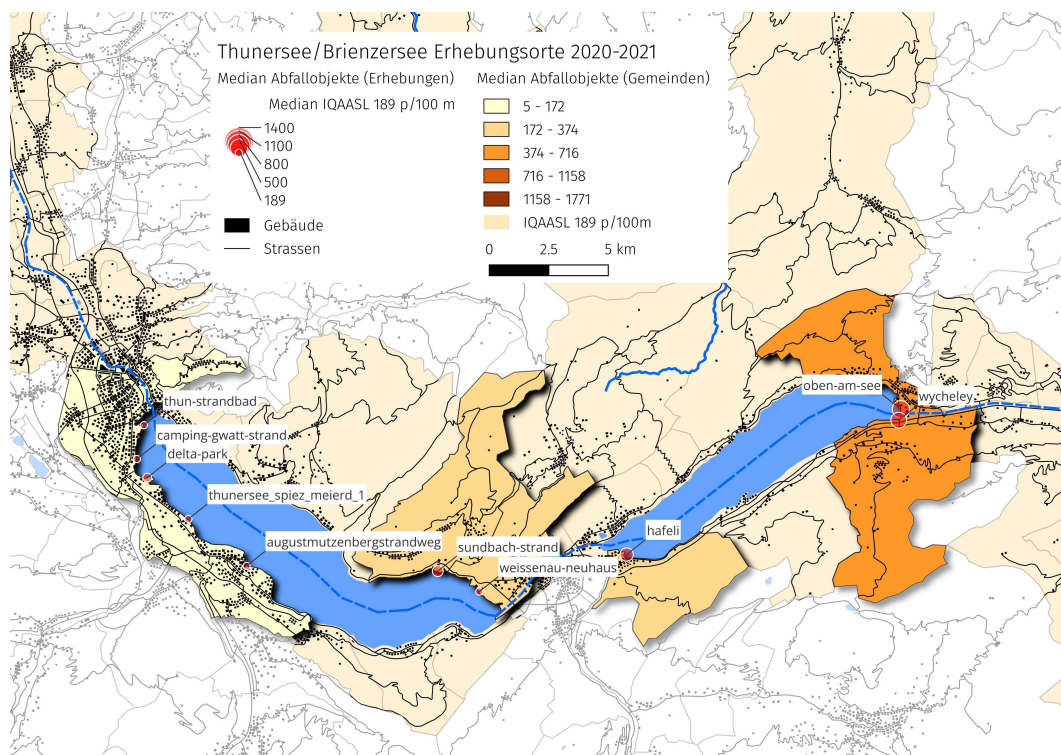 Thunersee/Brienzersee Erhebungsorte 2020-2021
Median Abfallobjekte (Erhebungen)
Median IQAASL 189 p/100 m
1400
1100
800
500
189
Gebäude
Strassen
Median Abfallobjekte (Gemeinden)
5 - 172
172 - 374
374 - 716
716 - 1158
1158 - 1771
IQAASL 189 p/100m
0 2.5 5 km
oben-am-see
wycheley
thun-strandbad
camping-gwatt-strand
delta-park
thunersee_spiez_meierd_1
augustmutzenbergstrandweg
sundbach-strand
weissenau-neuhaus
hafeli